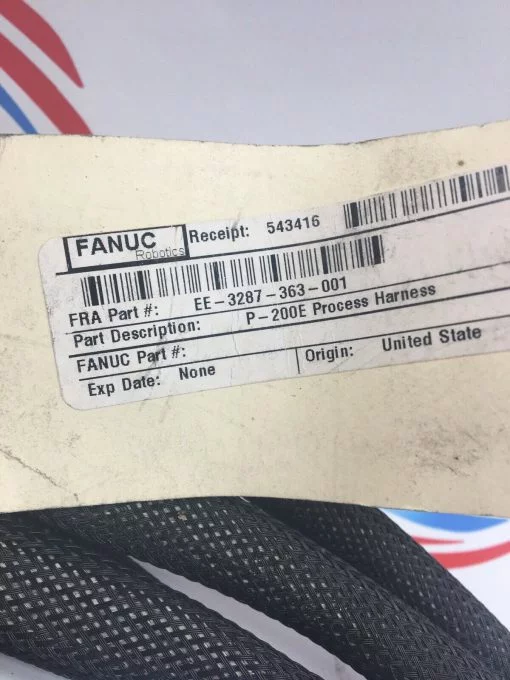 FANUC
Robotics
Receipt: 543416
FRA Part #: EE-3287-363-001
Part Description: P-200E Process Harness
FANUC Part #:
Exp Date: None Origin: United State